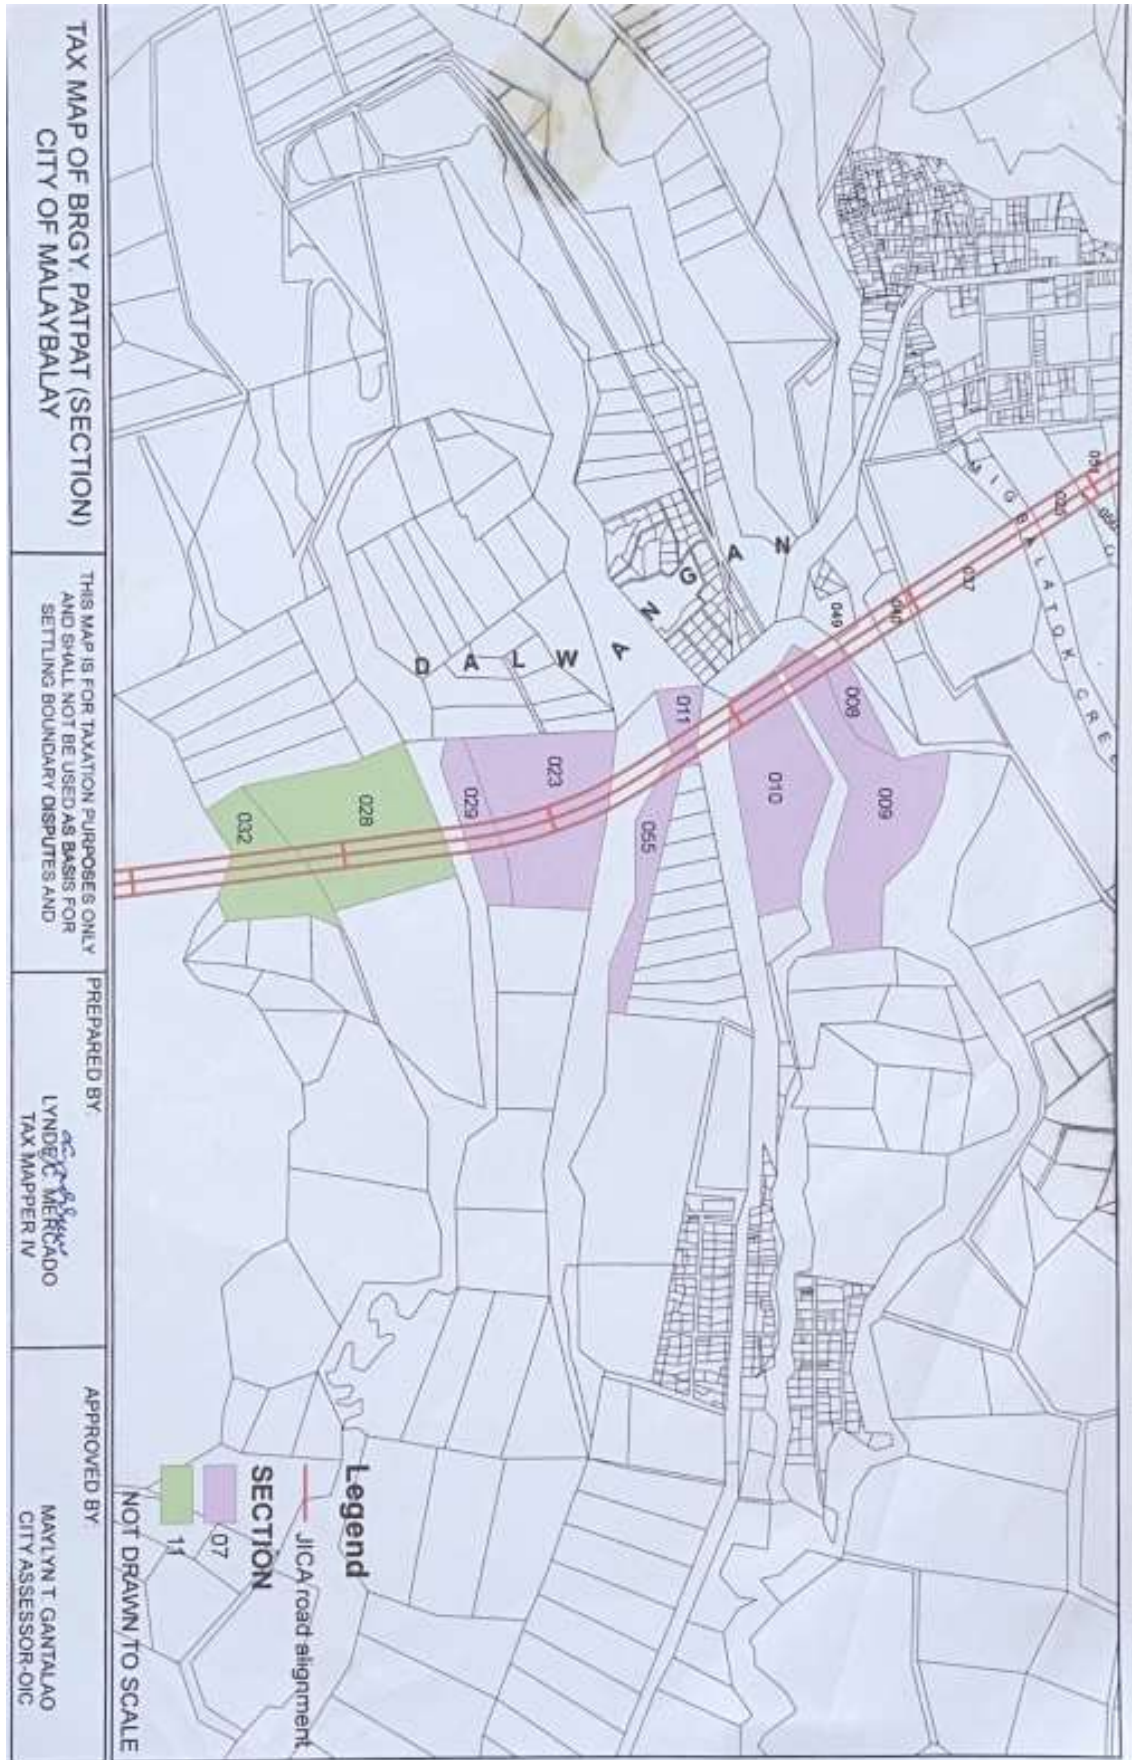 TAX MAP OF BRGY. PATPAT (SECTION)
CITY OF MALAYBALAY
THIS MAP IS FOR TAXATION PURPOSES ONLY
AND SHALL NOT BE USED AS BASIS FOR
SETTLING BOUNDARY DISPUTES AND
PREPARED BY
LYNDE C. MERCADO
TAX MAPPER IV
APPROVED BY:
MAYLYN T. GANTALAO
CITY ASSESSOR-OIC
NOT DRAWN TO SCALE
Legend
JICA road alignment
SECTION
07
11
MIGBALATOK CREE
DALWANGAN
037
049
008
009
010
011
055
023
029
028
032